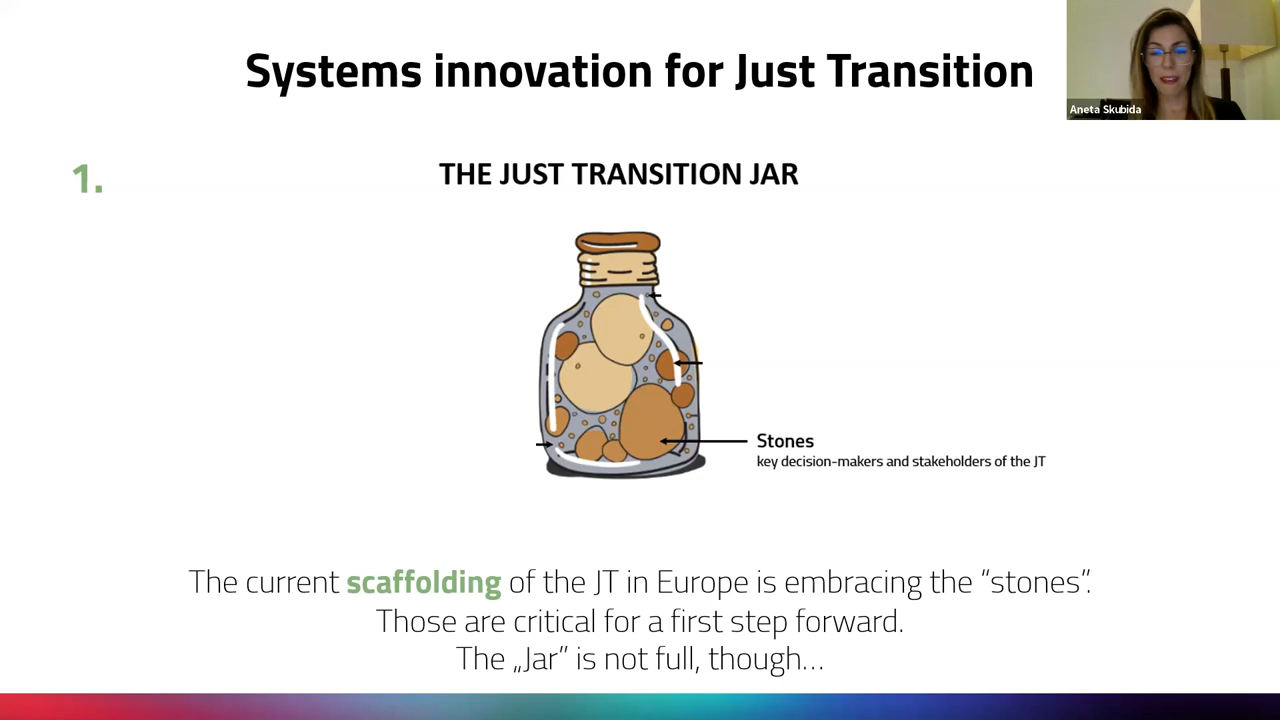 Systems innovation for Just Transition
Aneta Skubida
1.
THE JUST TRANSITION JAR
Stones
key decision-makers and stakeholders of the JT
The current scaffolding of the JT in Europe is embracing the “stones”.
Those are critical for a first step forward.
The „Jar” is not full, though…